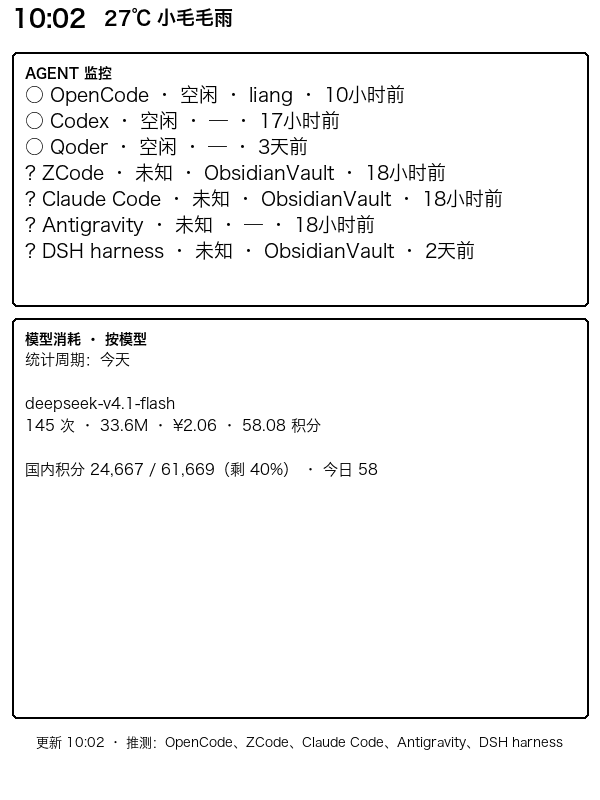 10:02 27℃ 小毛毛雨
AGENT 监控
○ OpenCode · 空闲 · liang · 10小时前
○ Codex · 空闲 · — · 17小时前
○ Qoder · 空闲 · — · 3天前
? ZCode · 未知 · ObsidianVault · 18小时前
? Claude Code · 未知 · ObsidianVault · 18小时前
? Antigravity · 未知 · — · 18小时前
? DSH harness · 未知 · ObsidianVault · 2天前
模型消耗 · 按模型
统计周期：今天
deepseek-v4.1-flash
145 次 · 33.6M · ¥2.06 · 58.08 积分
国内积分 24,667 / 61,669（剩 40%） · 今日 58
更新 10:02 · 推测：OpenCode、ZCode、Claude Code、Antigravity、DSH harness